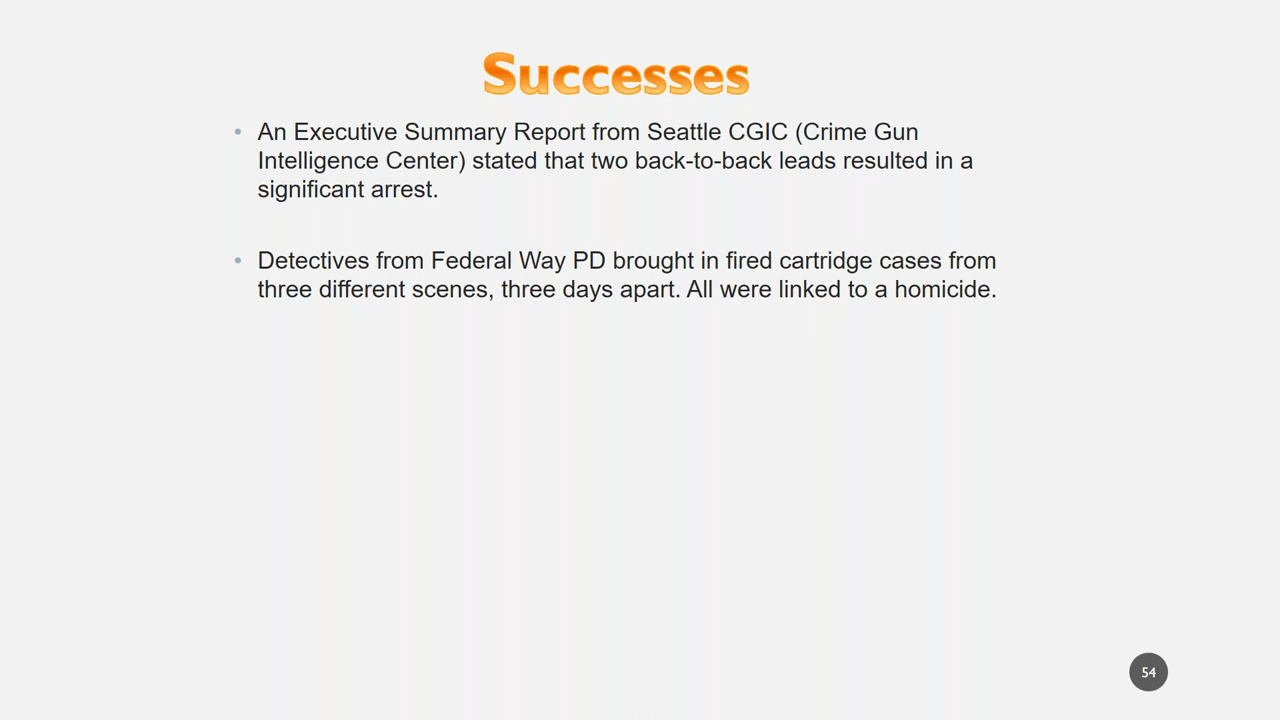 Successes
• An Executive Summary Report from Seattle CGIC (Crime Gun
Intelligence Center) stated that two back-to-back leads resulted in a
significant arrest.
• Detectives from Federal Way PD brought in fired cartridge cases from
three different scenes, three days apart. All were linked to a homicide.
54